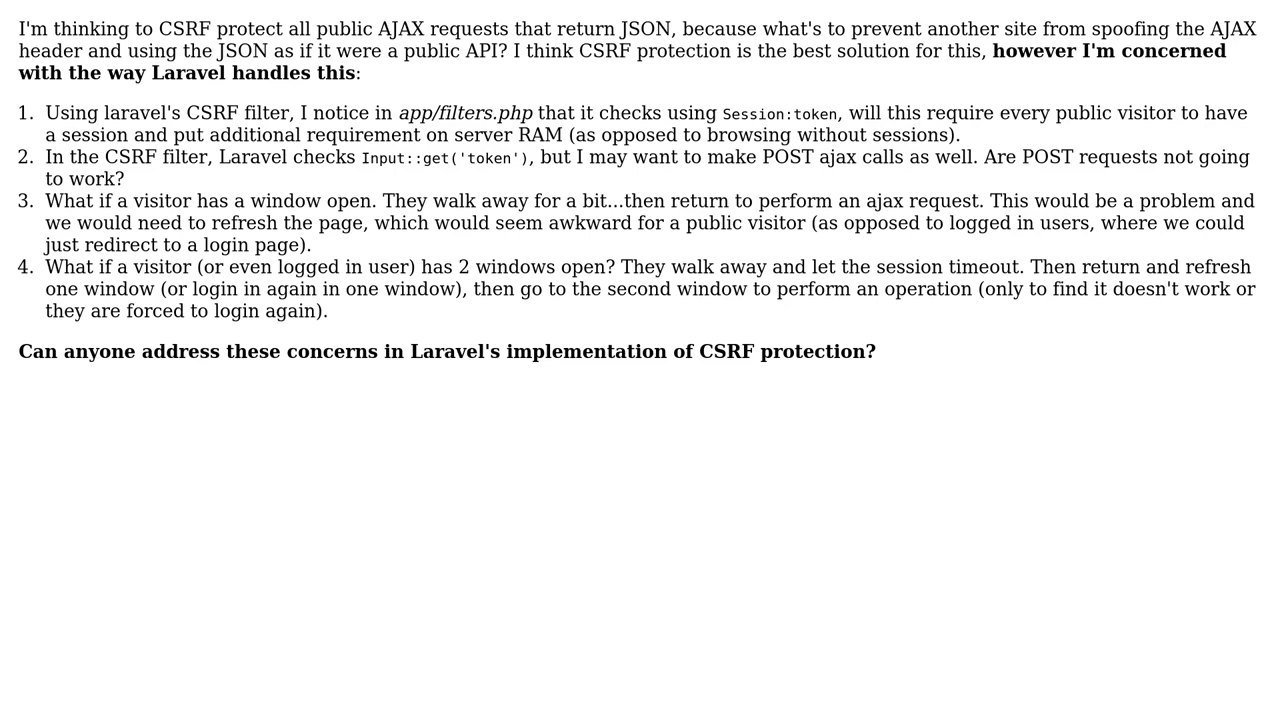 I'm thinking to CSRF protect all public AJAX requests that return JSON, because what's to prevent another site from spoofing the AJAX
header and using the JSON as if it were a public API? I think CSRF protection is the best solution for this, however I'm concerned
with the way Laravel handles this:
1. Using laravel's CSRF filter, I notice in app/filters.php that it checks using Session:token, will this require every public visitor to have
a session and put additional requirement on server RAM (as opposed to browsing without sessions).
2. In the CSRF filter, Laravel checks Input::get('token'), but I may want to make POST ajax calls as well. Are POST requests not going
to work?
3. What if a visitor has a window open. They walk away for a bit...then return to perform an ajax request. This would be a problem and
we would need to refresh the page, which would seem awkward for a public visitor (as opposed to logged in users, where we could
just redirect to a login page).
4. What if a visitor (or even logged in user) has 2 windows open? They walk away and let the session timeout. Then return and refresh
one window (or login in again in one window), then go to the second window to perform an operation (only to find it doesn't work or
they are forced to login again).
Can anyone address these concerns in Laravel's implementation of CSRF protection?